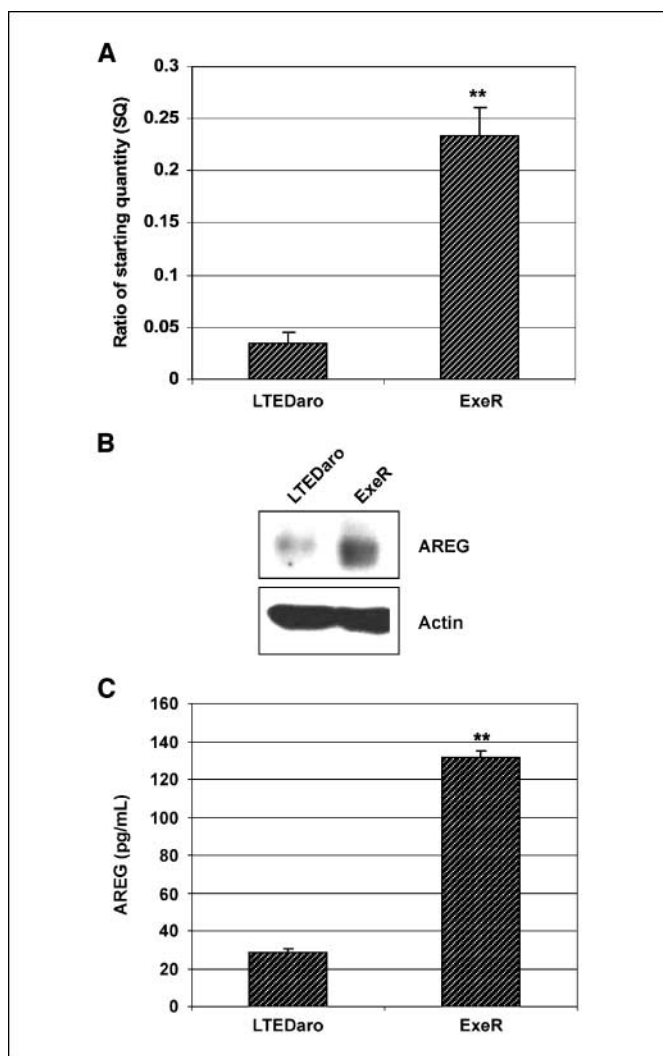 A
Ratio of starting quantity (SQ)
0.3
0.25
0.2
0.15
0.1
0.05
0
**
LTEDaro
ExeR
B
LTEDaro
ExeR
AREG
Actin
C
AREG (pg/mL)
160
140
120
100
80
60
40
20
0
**
LTEDaro
ExeR